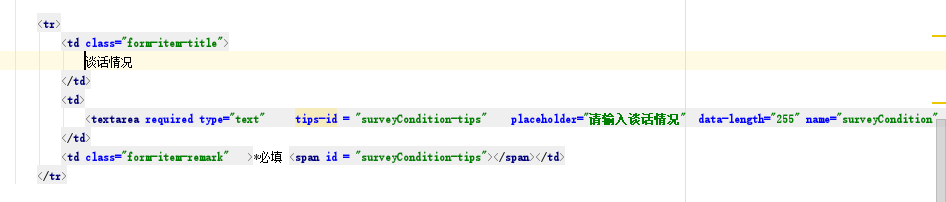 <tr>
<td class="form-item-title">
谈话情况
</td>
<td>
<textarea required type="text" tips-id = "surveyCondition-tips" placeholder="请输入谈话情况" data-length="255" name="surveyCondition"
</td>
<td class="form-item-remark" >*必填 <span id = "surveyCondition-tips"></span></td>
</tr>